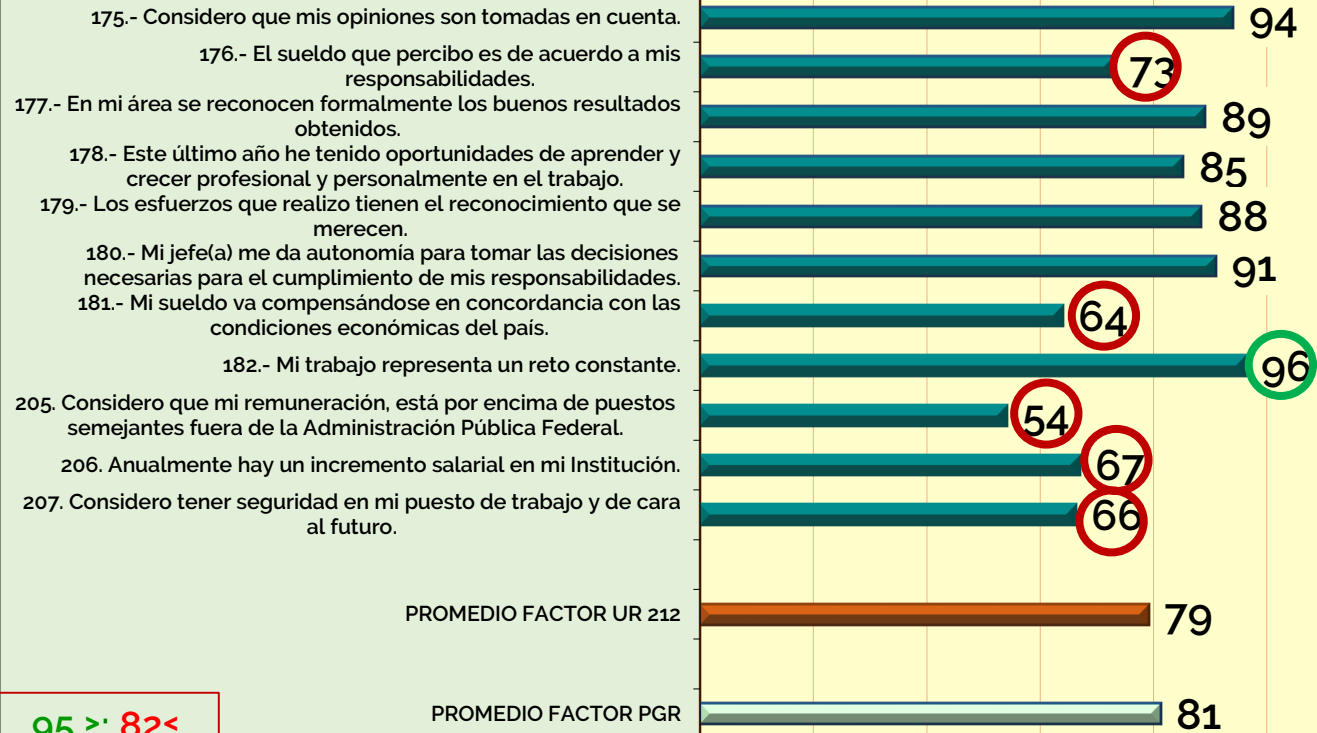 175.- Considero que mis opiniones son tomadas en cuenta.
94
176.- El sueldo que percibo es de acuerdo a mis
responsabilidades.
73
177.- En mi área se reconocen formalmente los buenos resultados
obtenidos.
89
178.- Este último año he tenido oportunidades de aprender y
crecer profesional y personalmente en el trabajo.
85
179.- Los esfuerzos que realizo tienen el reconocimiento que se
merecen.
88
180.- Mi jefe(a) me da autonomía para tomar las decisiones
necesarias para el cumplimiento de mis responsabilidades.
91
181.- Mi sueldo va compensándose en concordancia con las
condiciones económicas del país.
64
182.- Mi trabajo representa un reto constante.
96
205. Considero que mi remuneración, está por encima de puestos
semejantes fuera de la Administración Pública Federal.
54
206. Anualmente hay un incremento salarial en mi Institución.
67
207. Considero tener seguridad en mi puesto de trabajo y de cara
al futuro.
66
PROMEDIO FACTOR UR 212
79
PROMEDIO FACTOR PGR
81
95 >; 82<